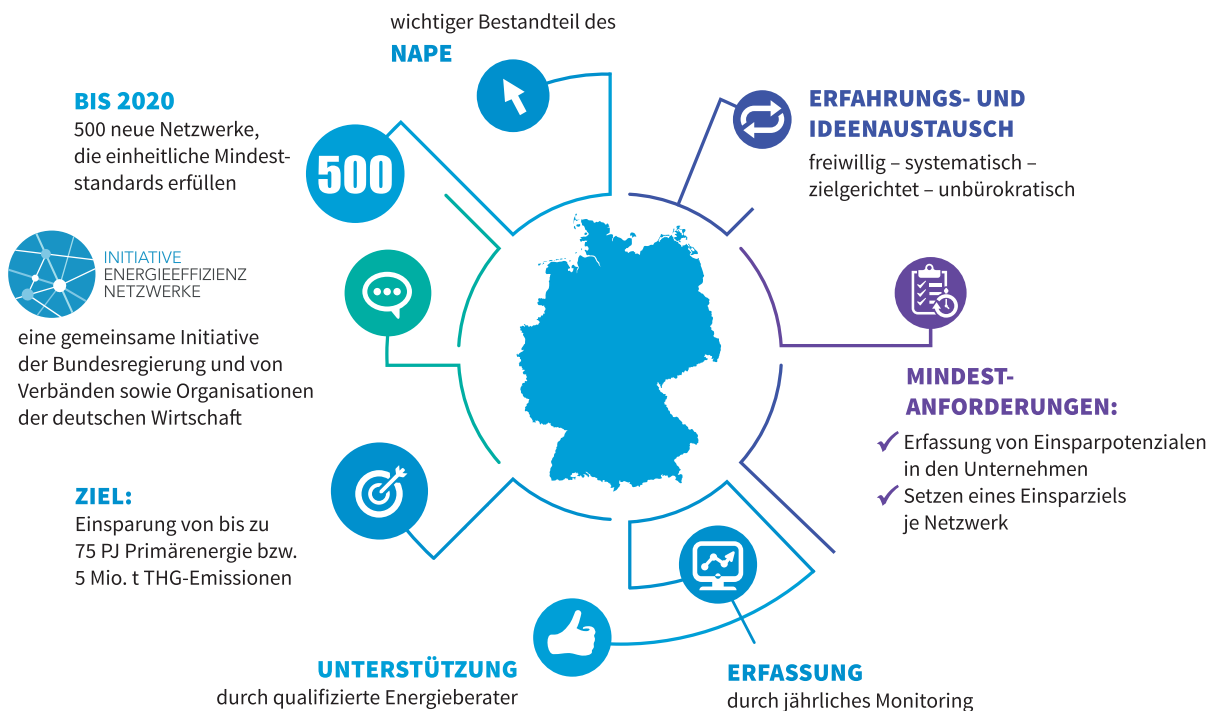 wichtiger Bestandteil des
NAPE
BIS 2020
500 neue Netzwerke,
die einheitliche Mindest-
standards erfüllen
500
ERFAHRUNGS- UND
IDEENAUSTAUSCH
freiwillig – systematisch –
zielgerichtet – unbürokratisch
INITIATIVE
ENERGIEEFFIZIENZ
NETZWERKE
eine gemeinsame Initiative
der Bundesregierung und von
Verbänden sowie Organisationen
der deutschen Wirtschaft
MINDEST-
ANFORDERUNGEN:
Erfassung von Einsparpotenzialen
in den Unternehmen
Setzen eines Einsparziels
je Netzwerk
ZIEL:
Einsparung von bis zu
75 PJ Primärenergie bzw.
5 Mio. t THG-Emissionen
UNTERSTÜTZUNG
durch qualifizierte Energieberater
ERFASSUNG
durch jährliches Monitoring